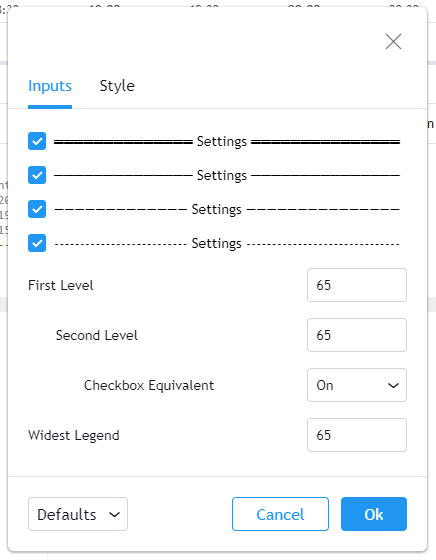 Inputs Style
══════════════ Settings ═══════════════
────────────── Settings ───────────────
‒‒‒‒‒‒‒‒‒‒‒‒‒ Settings ‒‒‒‒‒‒‒‒‒‒‒‒‒‒‒
--------------------------- Settings -------------------------------
First Level 65
Second Level 65
Checkbox Equivalent On
Widest Legend 65
Defaults Cancel Ok